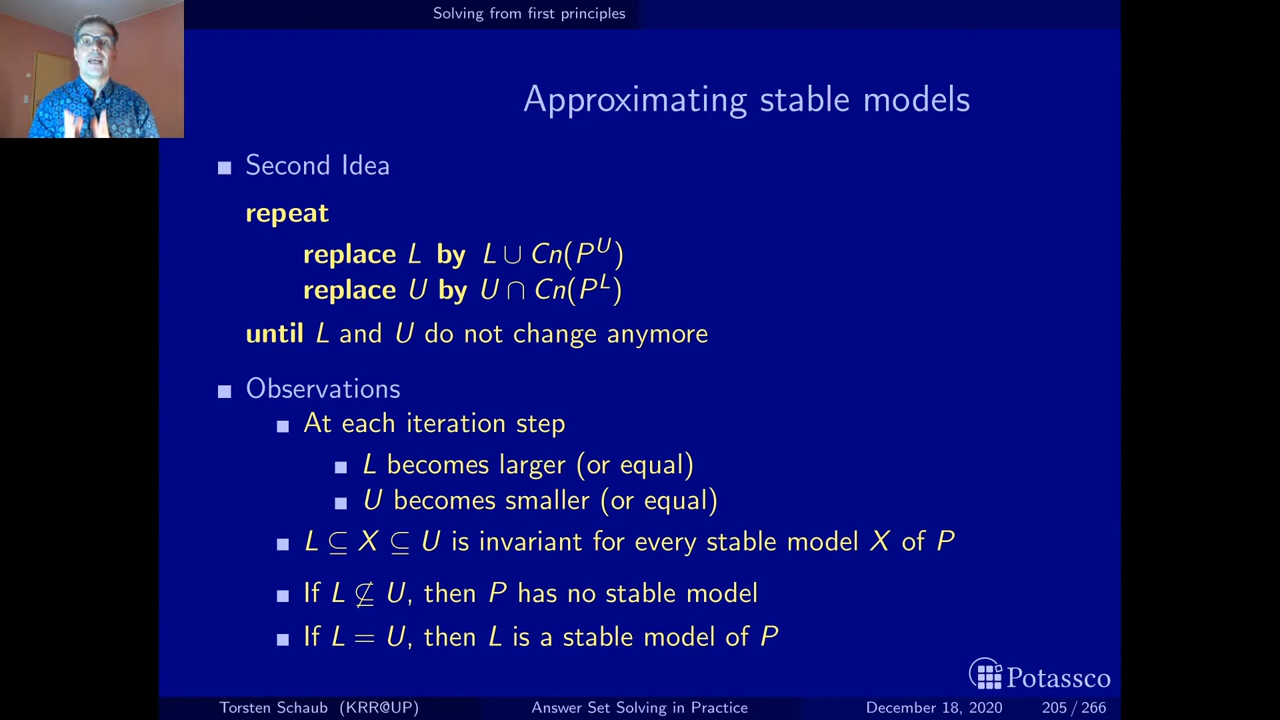 Solving from first principles
Approximating stable models
Second Idea
repeat
replace L by L ∪ Cn(P^U)
replace U by U ∩ Cn(P^L)
until L and U do not change anymore
Observations
At each iteration step
L becomes larger (or equal)
U becomes smaller (or equal)
L ⊆ X ⊆ U is invariant for every stable model X of P
If L ⊈ U, then P has no stable model
If L = U, then L is a stable model of P
Potassco
Torsten Schaub (KRR@UP) Answer Set Solving in Practice December 18, 2020 205 / 266